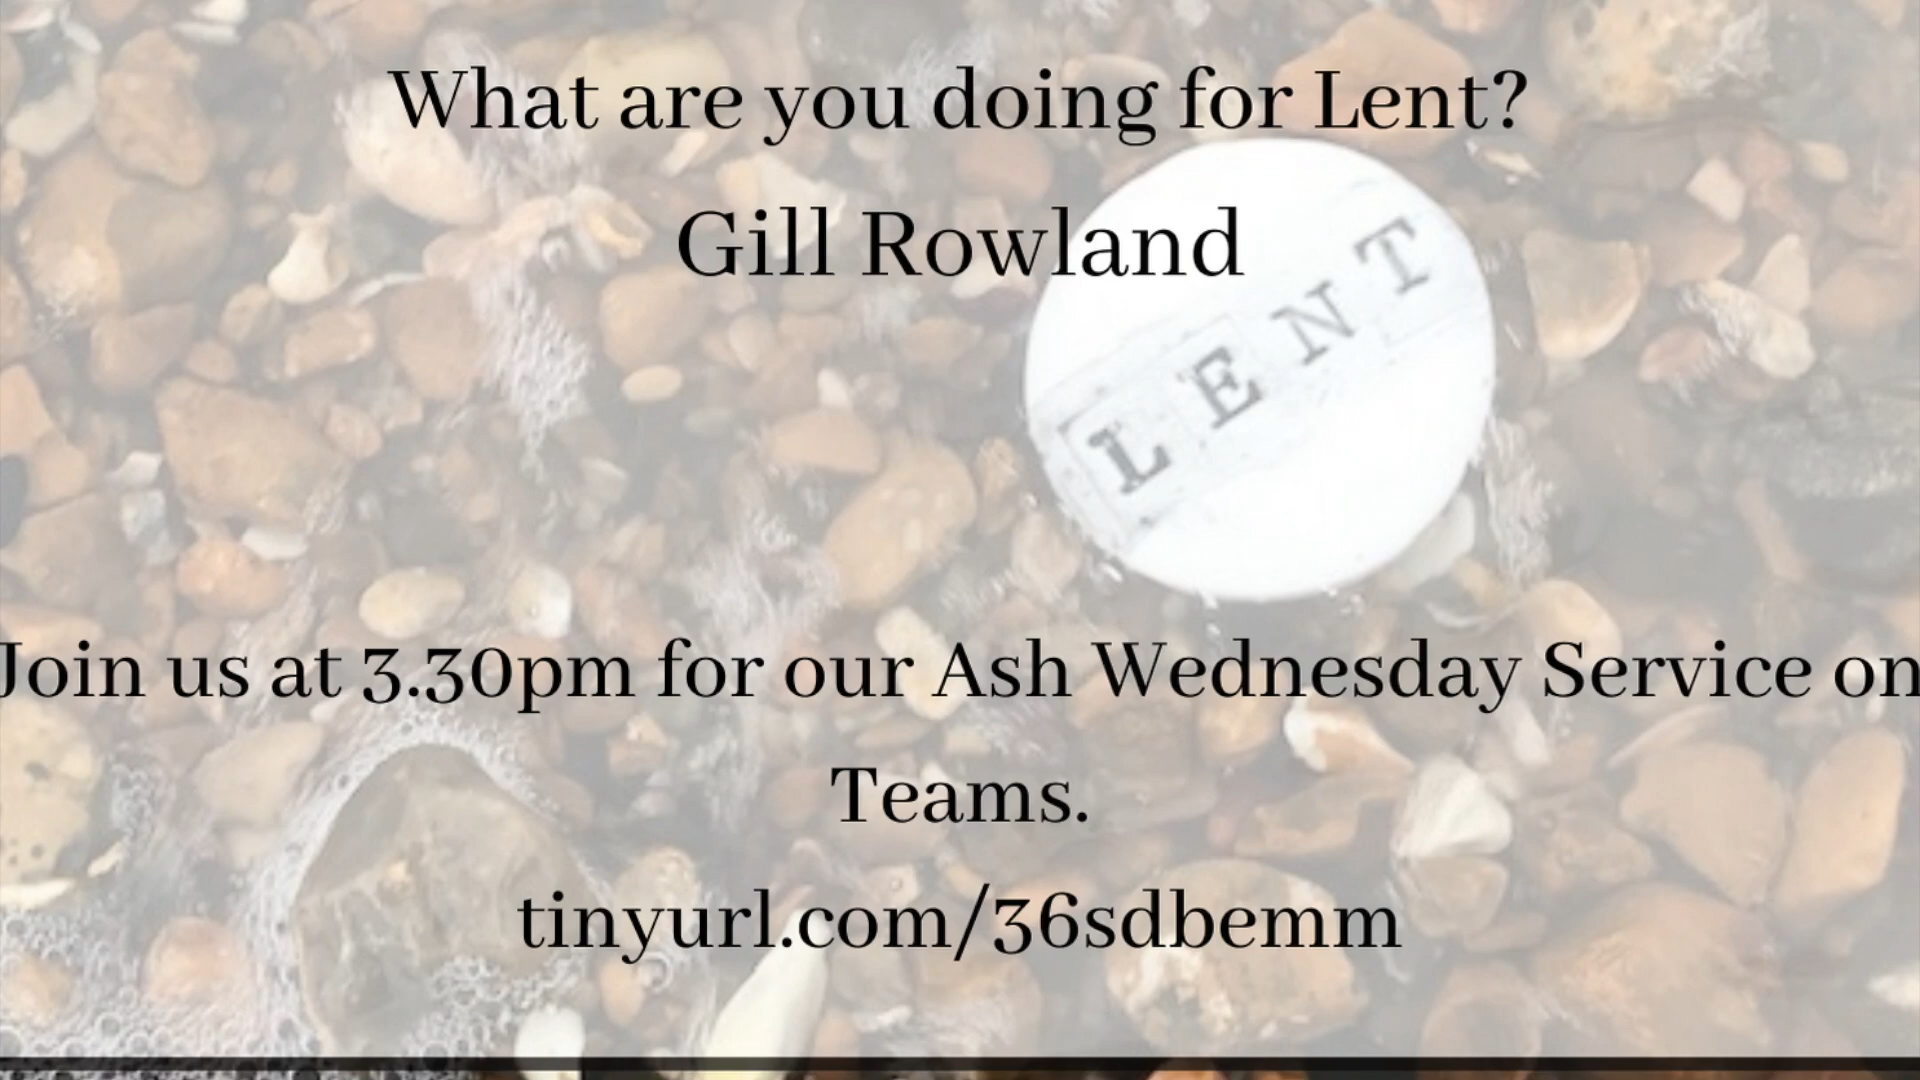 What are you doing for Lent?
Gill Rowland
LENT
Join us at 3.30pm for our Ash Wednesday Service on
Teams.
tinyurl.com/36sdbemm